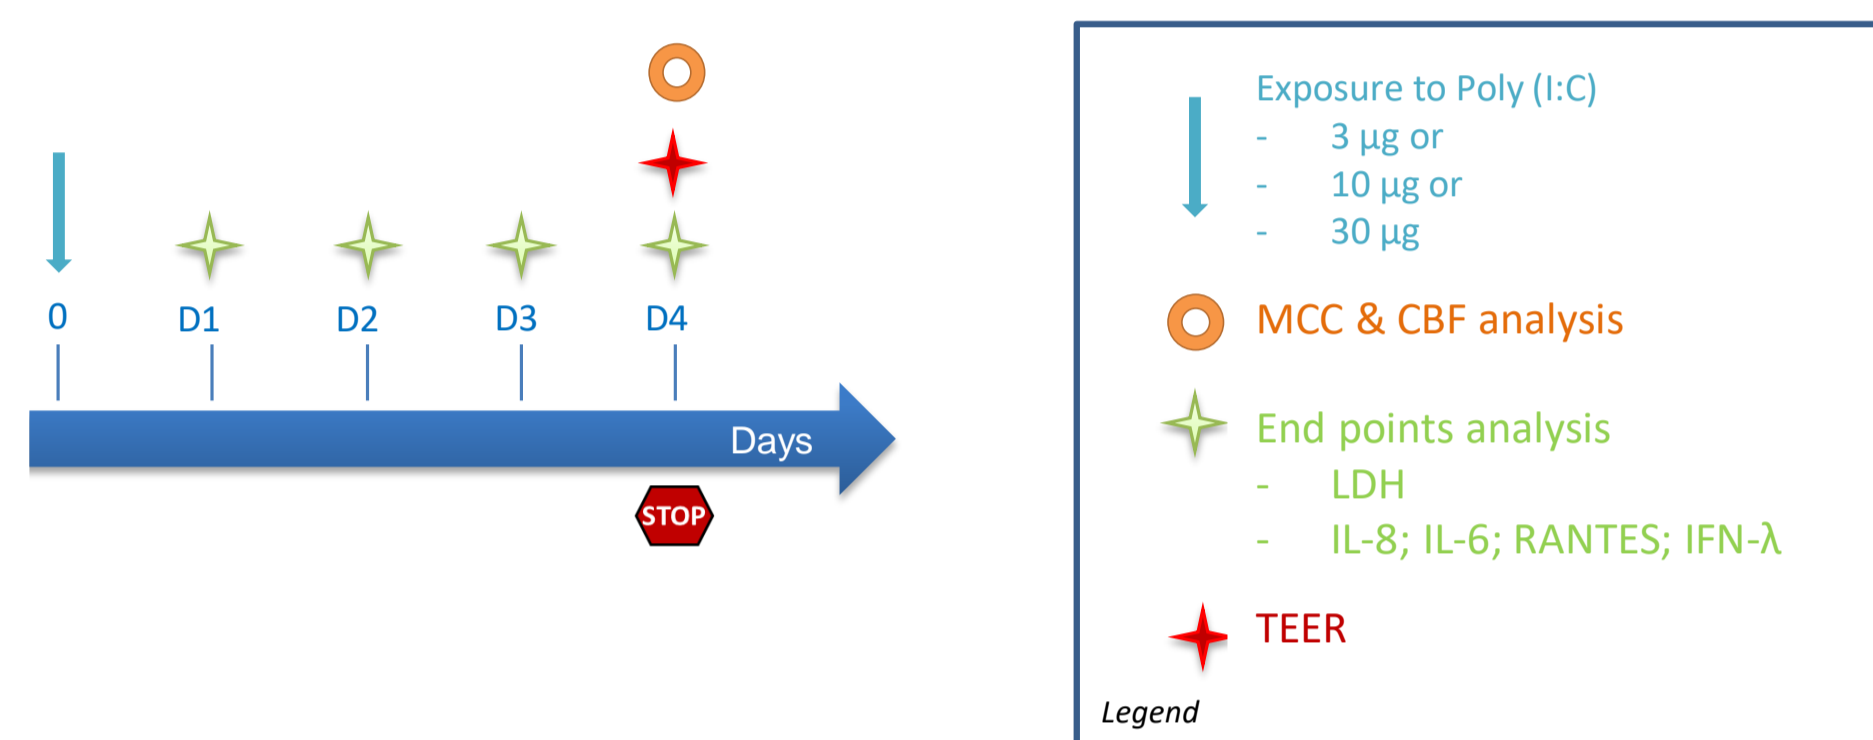 0
D1
D2
D3
D4
Days
STOP
Exposure to Poly (I:C)
- 3 µg or
- 10 µg or
- 30 µg
MCC & CBF analysis
End points analysis
- LDH
- IL-8; IL-6; RANTES; IFN-λ
TEER
Legend